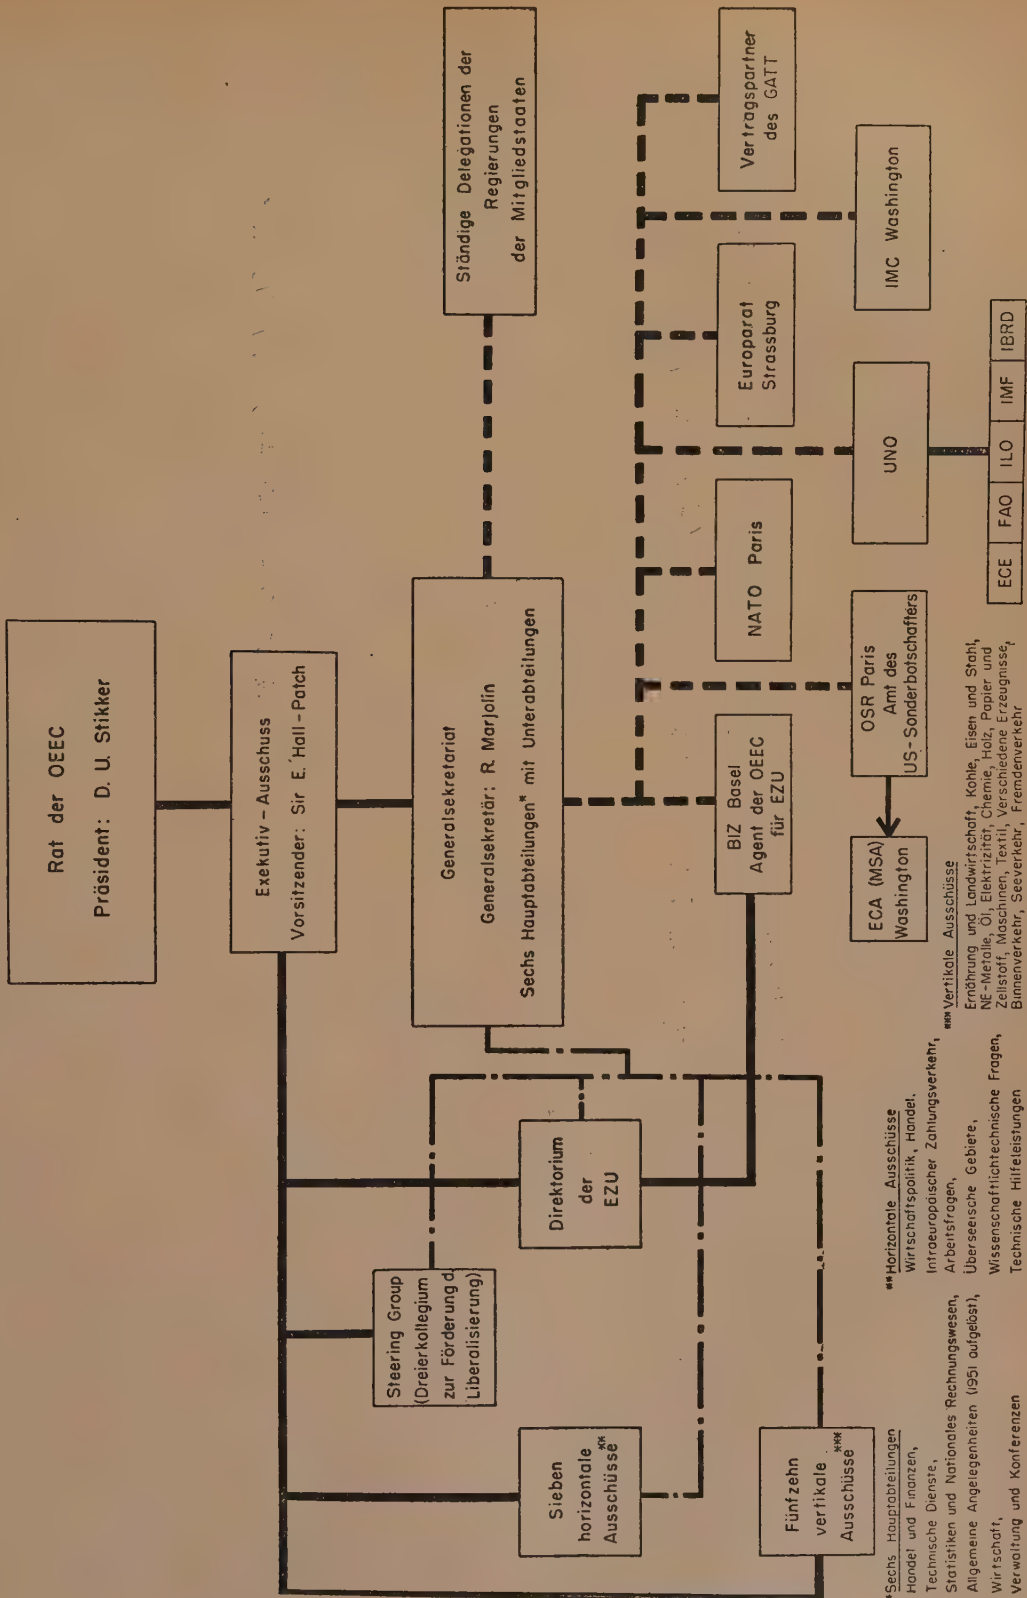 Rat der OEEC
Präsident: D. U. Stikker
Exekutiv-Ausschuss
Vorsitzender: Sir E. Hall-Patch
Generalsekretariat
Generalsekretär: R. Marjolin
Sechs Hauptabteilungen* mit Unterabteilungen
Ständige Delegationen der
Regierungen
der Mitgliedstaaten
Steering Group
(Dreierkollegium
zur Förderung d.
Liberalisierung)
Direktorium
der
EZU
Sieben
horizontale
Ausschüsse**
Fünfzehn
vertikale
Ausschüsse***
BIZ Basel
Agent der OEEC
für EZU
NATO Paris
Europarat
Strassburg
Vertragspartner
des GATT
ECA (MSA)
Washington
OSR Paris
Amt des
US-Sonderbotschafters
UNO
IMC Washington
ECE FAO ILO IMF IBRD
*Sechs Hauptabteilungen
Handel und Finanzen,
Technische Dienste,
Statistiken und Nationales Rechnungswesen,
Allgemeine Angelegenheiten (1951 aufgelöst),
Wirtschaft,
Verwaltung und Konferenzen
**Horizontale Ausschüsse
Wirtschaftspolitik, Handel,
Intraeuropäischer Zahlungsverkehr,
Arbeitsfragen,
Überseeische Gebiete,
Wissenschaftlichtechnische Fragen,
Technische Hilfeleistungen
***Vertikale Ausschüsse
Ernährung und Landwirtschaft, Kohle, Eisen und Stahl,
NE-Metalle, Öl, Elektrizität, Chemie, Holz, Papier und
Zellstoff, Maschinen, Textil, Verschiedene Erzeugnisse,
Binnenverkehr, Seeverkehr, Fremdenverkehr